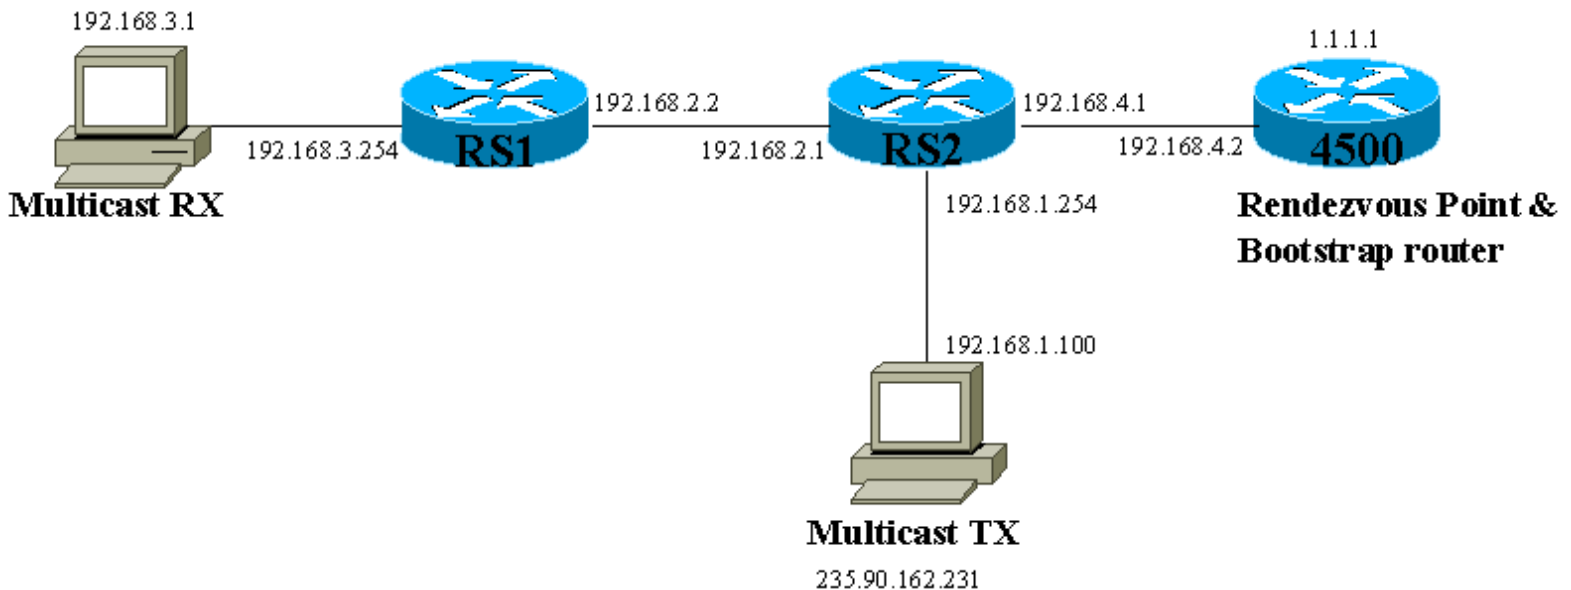 192.168.3.1
1.1.1.1
192.168.2.2
192.168.4.1
192.168.3.254
RS1
192.168.2.1
RS2
192.168.4.2
4500
Multicast RX
192.168.1.254
Rendezvous Point &
Bootstrap router
192.168.1.100
Multicast TX
235.90.162.231